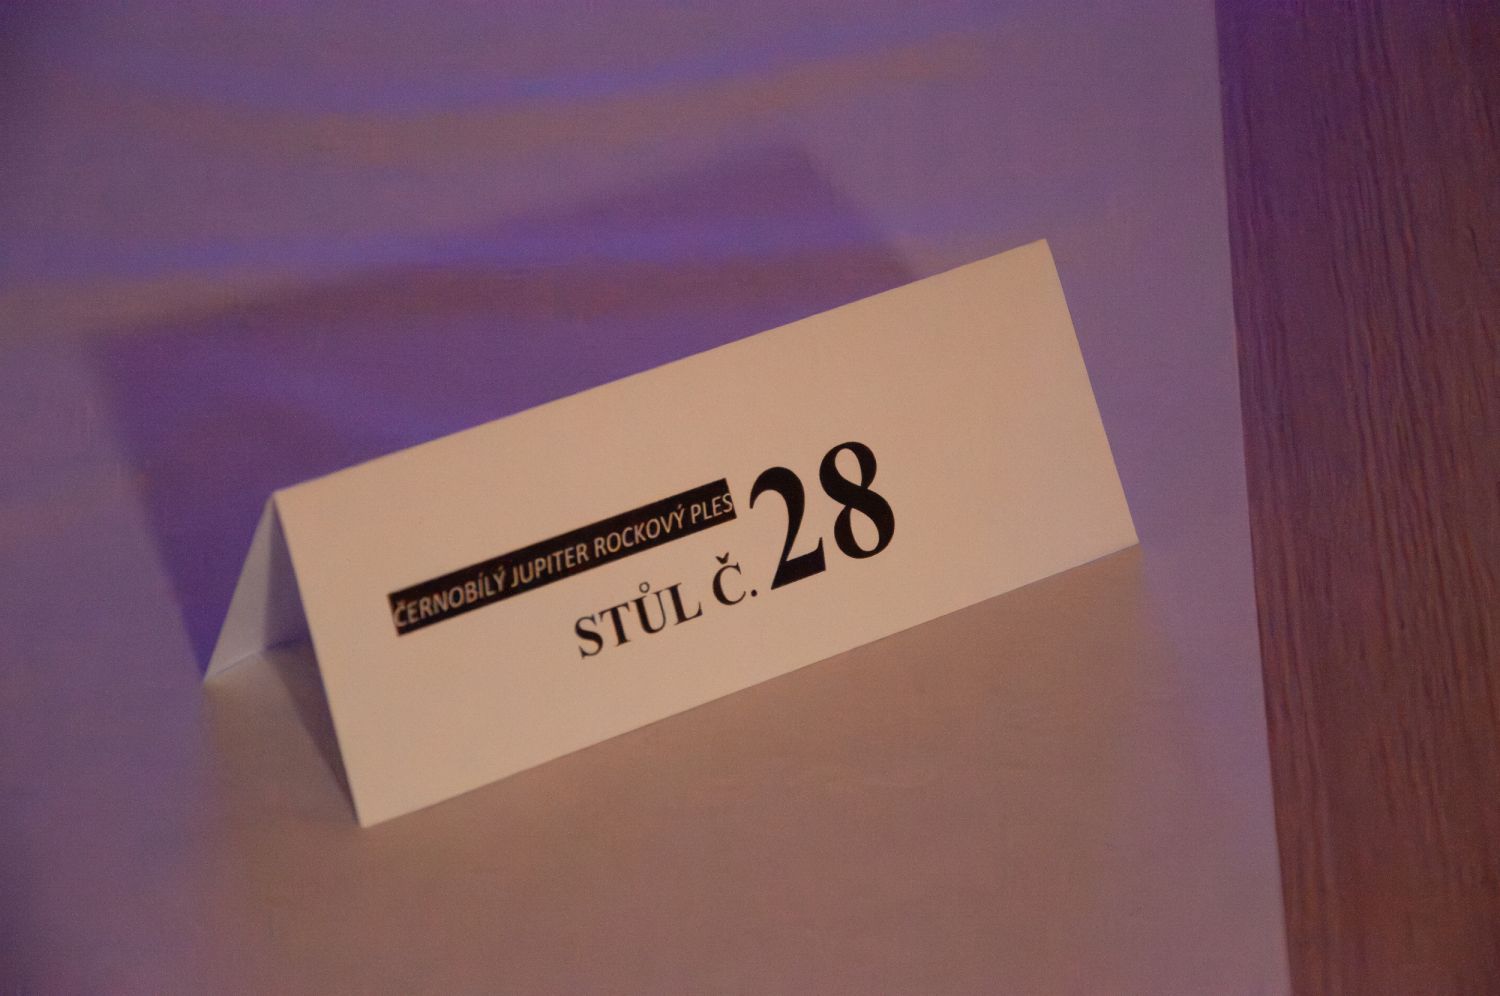 ČERNOBÍLÝ JUPITER ROCKOVÝ PLES
STŮL Č. 28